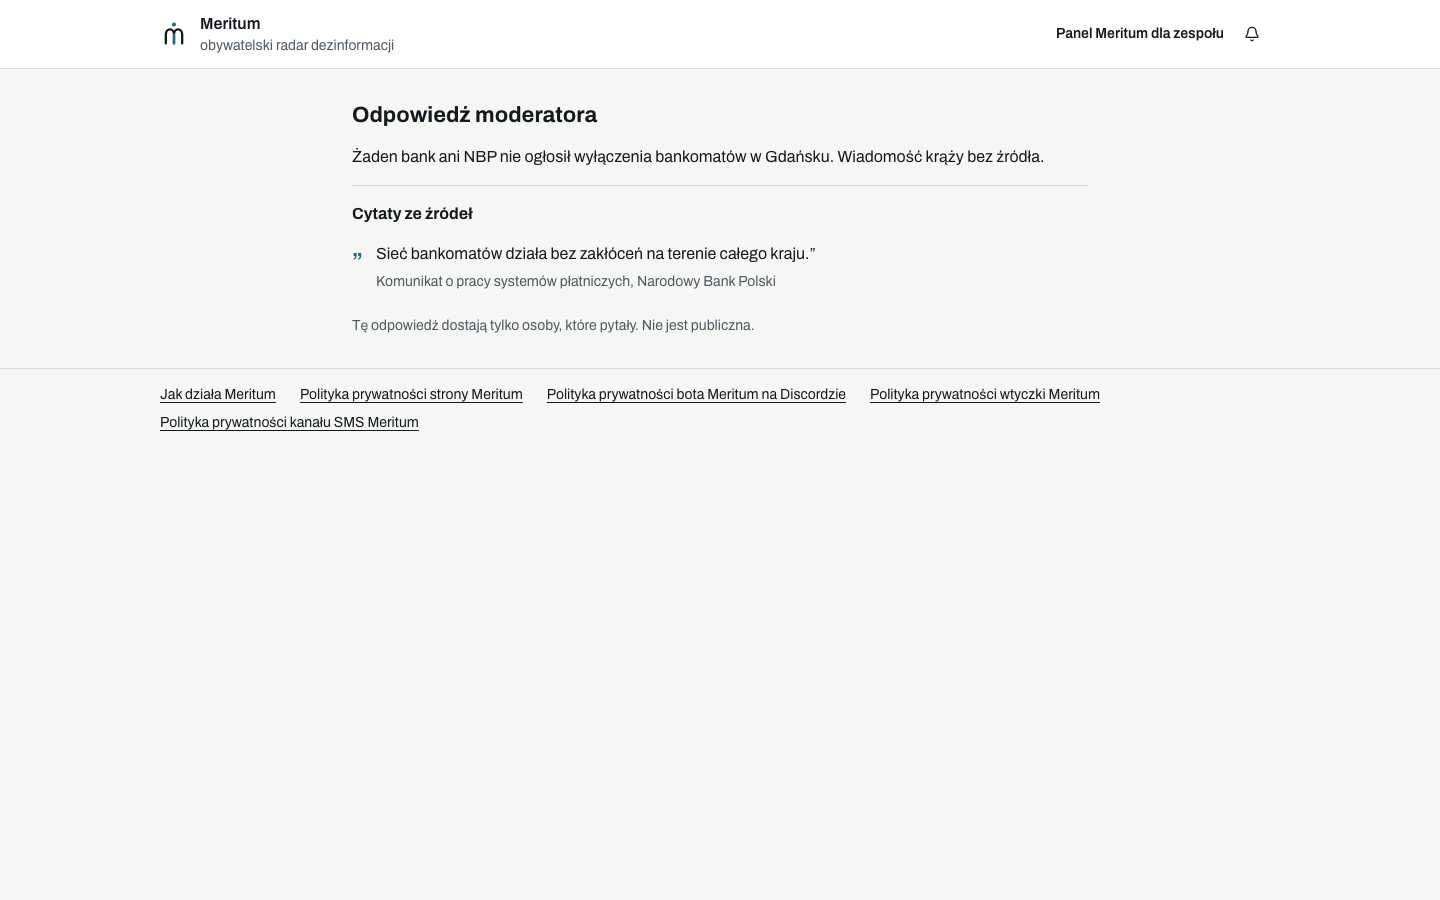 Meritum
obywatelski radar dezinformacji
Panel Meritum dla zespołu
Odpowiedź moderatora
Żaden bank ani NBP nie ogłosił wyłączenia bankomatów w Gdańsku. Wiadomość krąży bez źródła.
Cytaty ze źródeł
„ Sieć bankomatów działa bez zakłóceń na terenie całego kraju.”
Komunikat o pracy systemów płatniczych, Narodowy Bank Polski
Tę odpowiedź dostają tylko osoby, które pytały. Nie jest publiczna.
Jak działa Meritum Polityka prywatności strony Meritum Polityka prywatności bota Meritum na Discordzie Polityka prywatności wtyczki Meritum
Polityka prywatności kanału SMS Meritum